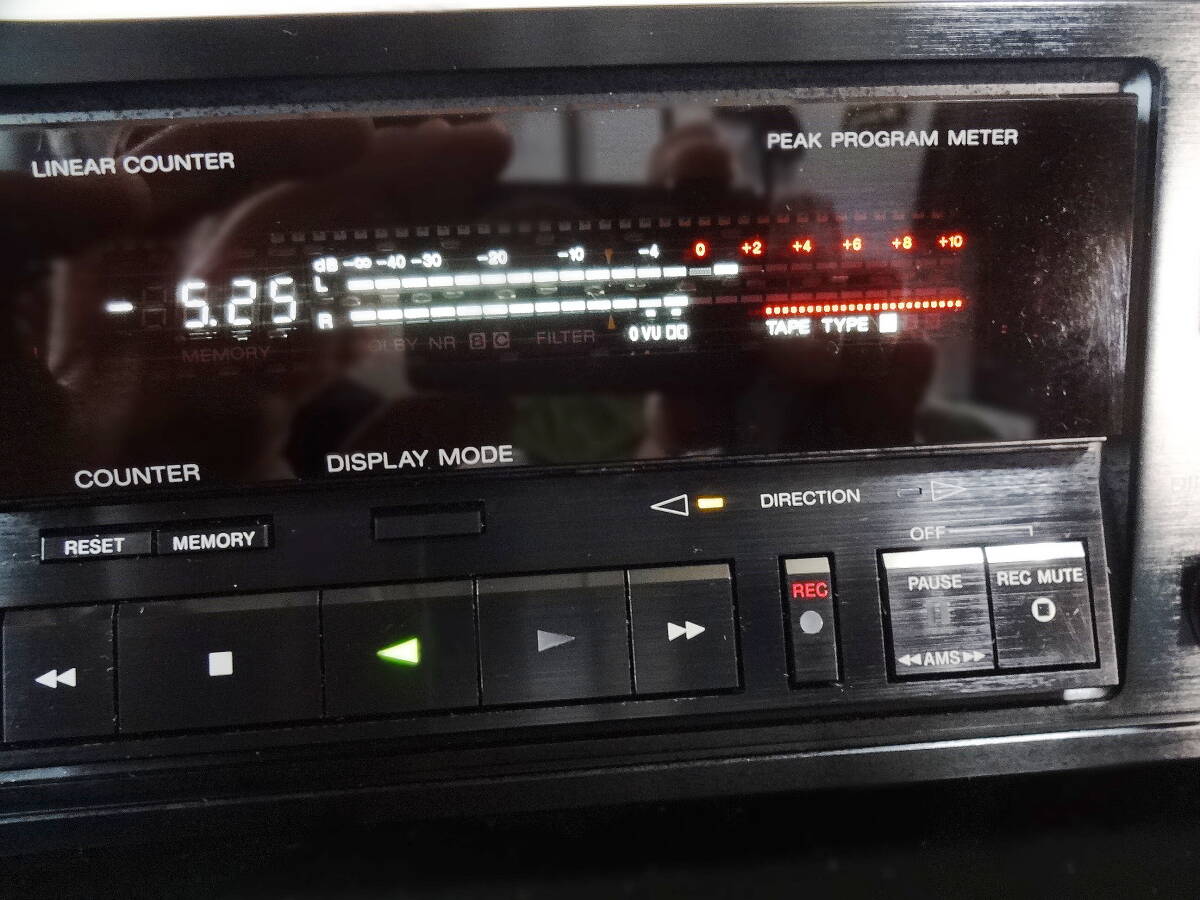 LINEAR COUNTER
PEAK PROGRAM METER
dB -∞ -40 -30 -20 -10 -4 0 +2 +4 +6 +8 +10
L
- 5.25
R
0 VU
TAPE TYPE
MEMORY
DOLBY NR B C FILTER
COUNTER
DISPLAY MODE
DIRECTION
RESET
MEMORY
OFF
REC
PAUSE
REC MUTE
AMS